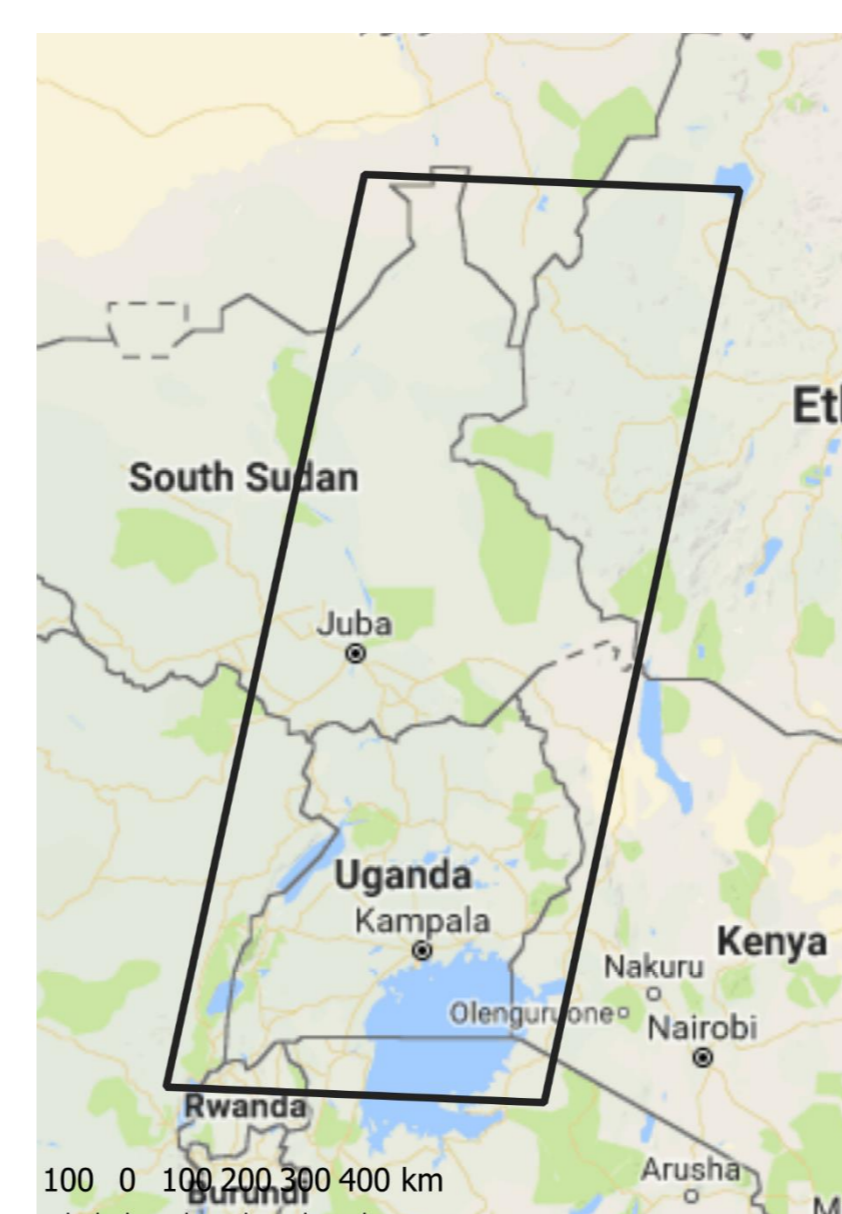 Etl
South Sudan
Juba
Uganda
Kampala
Kenya
Nakuru
Olenguruone
Nairobi
Rwanda
Arusha
100 0 100 200 300 400 km
Burundi
M